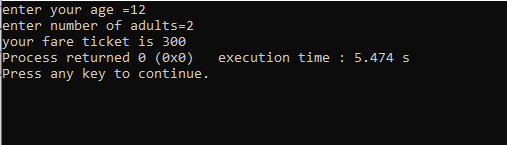 enter your age =12
enter number of adults=2
your fare ticket is 300
Process returned 0 (0x0)   execution time : 5.474 s
Press any key to continue.